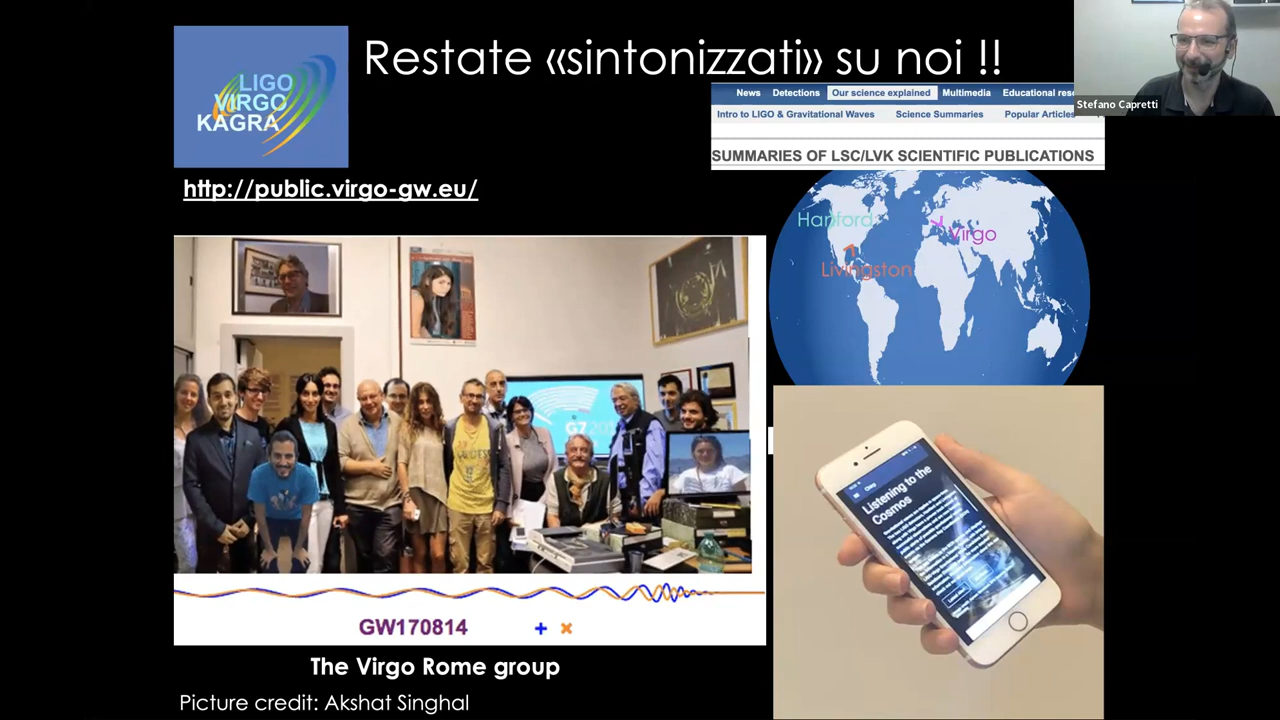 Restate «sintonizzati» su noi !!
LIGO
VIRGO
KAGRA
http://public.virgo-gw.eu/
News Detections Our science explained Multimedia Educational
Intro to LIGO & Gravitational Waves Science Summaries Popular Articles
SUMMARIES OF LSC/LVK SCIENTIFIC PUBLICATIONS
Stefano Capretti
Hanford
Virgo
Livingston
G7
Listening to the
Cosmos
GW170814 + ×
The Virgo Rome group
Picture credit: Akshat Singhal